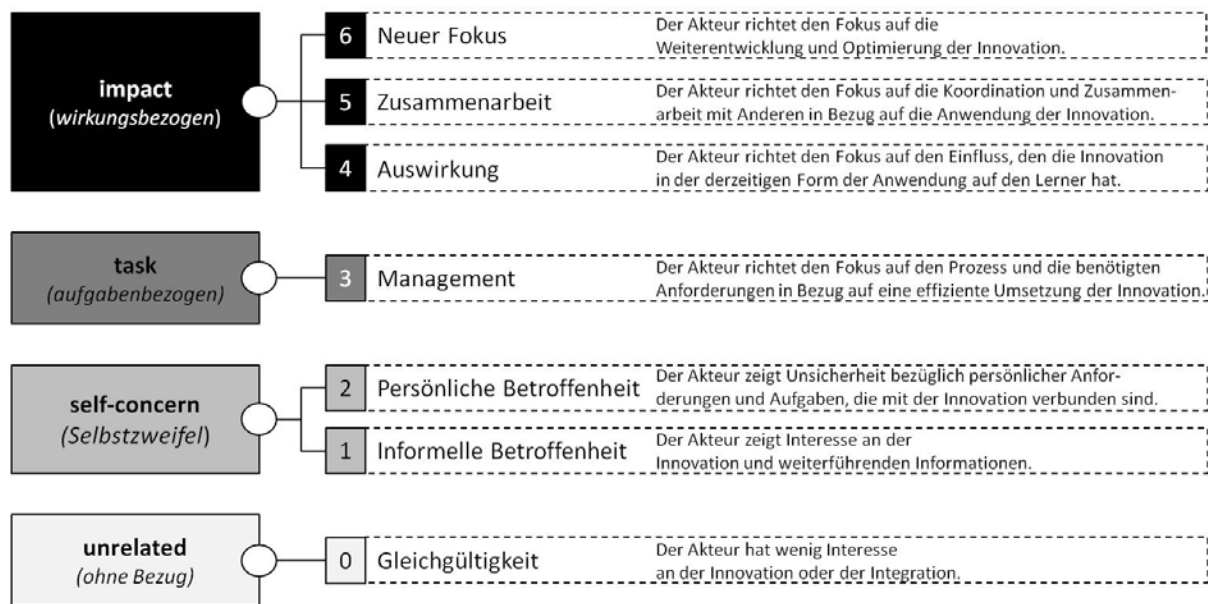 impact
(wirkungsbezogen)
6 Neuer Fokus
Der Akteur richtet den Fokus auf die
Weiterentwicklung und Optimierung der Innovation.
5 Zusammenarbeit
Der Akteur richtet den Fokus auf die Koordination und Zusammen-
arbeit mit Anderen in Bezug auf die Anwendung der Innovation.
4 Auswirkung
Der Akteur richtet den Fokus auf den Einfluss, den die Innovation
in der derzeitigen Form der Anwendung auf den Lerner hat.
task
(aufgabenbezogen)
3 Management
Der Akteur richtet den Fokus auf den Prozess und die benötigten
Anforderungen in Bezug auf eine effiziente Umsetzung der Innovation.
self-concern
(Selbstzweifel)
2 Persönliche Betroffenheit
Der Akteur zeigt Unsicherheit bezüglich persönlicher Anfor-
derungen und Aufgaben, die mit der Innovation verbunden sind.
1 Informelle Betroffenheit
Der Akteur zeigt Interesse an der
Innovation und weiterführenden Informationen.
unrelated
(ohne Bezug)
0 Gleichgültigkeit
Der Akteur hat wenig Interesse
an der Innovation oder der Integration.